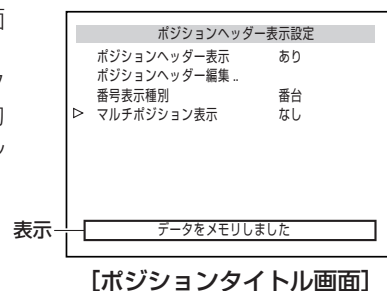 ポジションヘッダー表示設定
ポジションヘッダー表示 あり
ポジションヘッダー編集..
番号表示種別 番台
▷ マルチポジション表示 なし
表示
データをメモリしました
[ポジションタイトル画面]